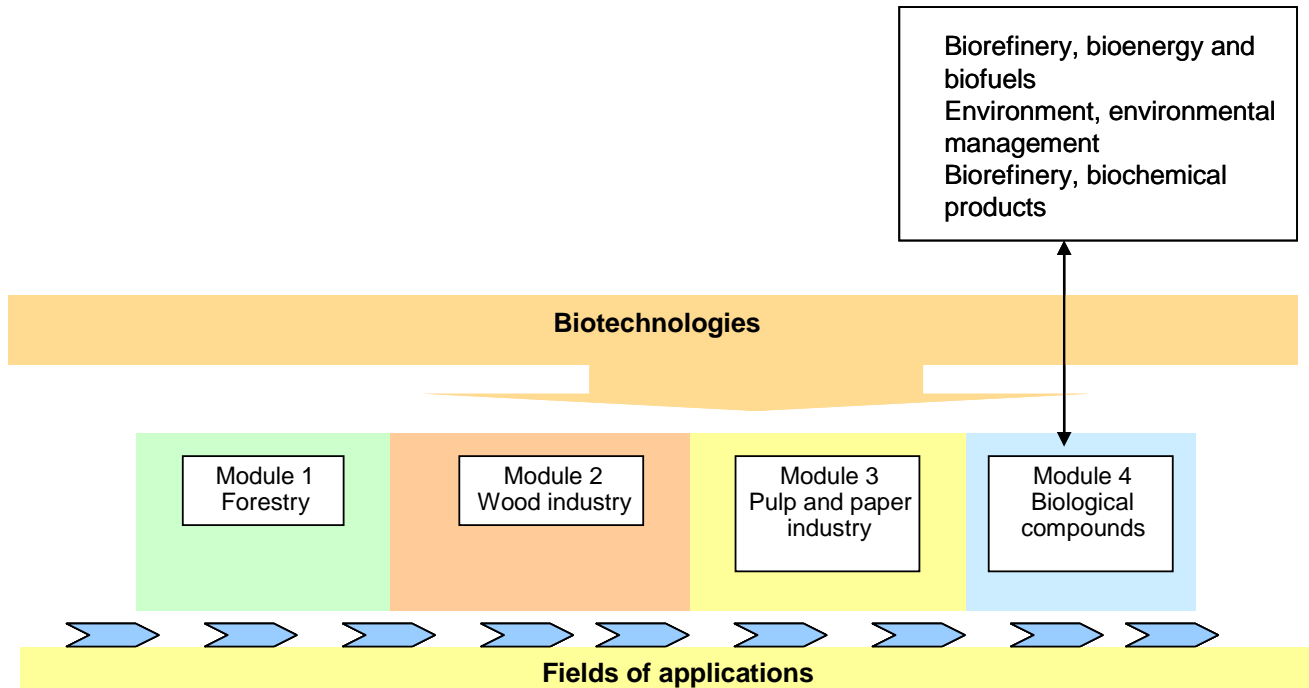 Biorefinery, bioenergy and
biofuels
Environment, environmental
management
Biorefinery, biochemical
products
Biotechnologies
Module 1
Forestry
Module 2
Wood industry
Module 3
Pulp and paper
industry
Module 4
Biological
compounds
Fields of applications